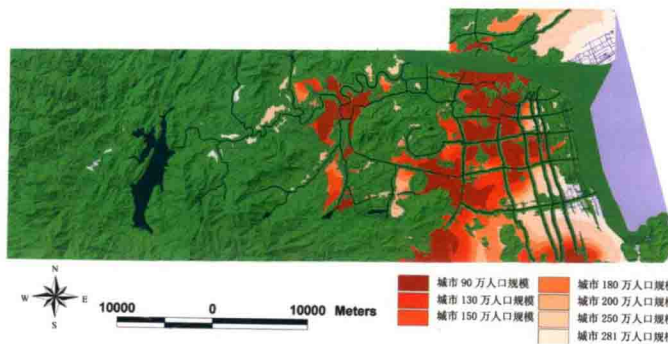 N
W E
S
10000 0 10000 Meters
城市 90 万人口规模
城市 130 万人口规模
城市 150 万人口规模
城市 180 万人口规
城市 200 万人口规
城市 250 万人口规
城市 281 万人口规